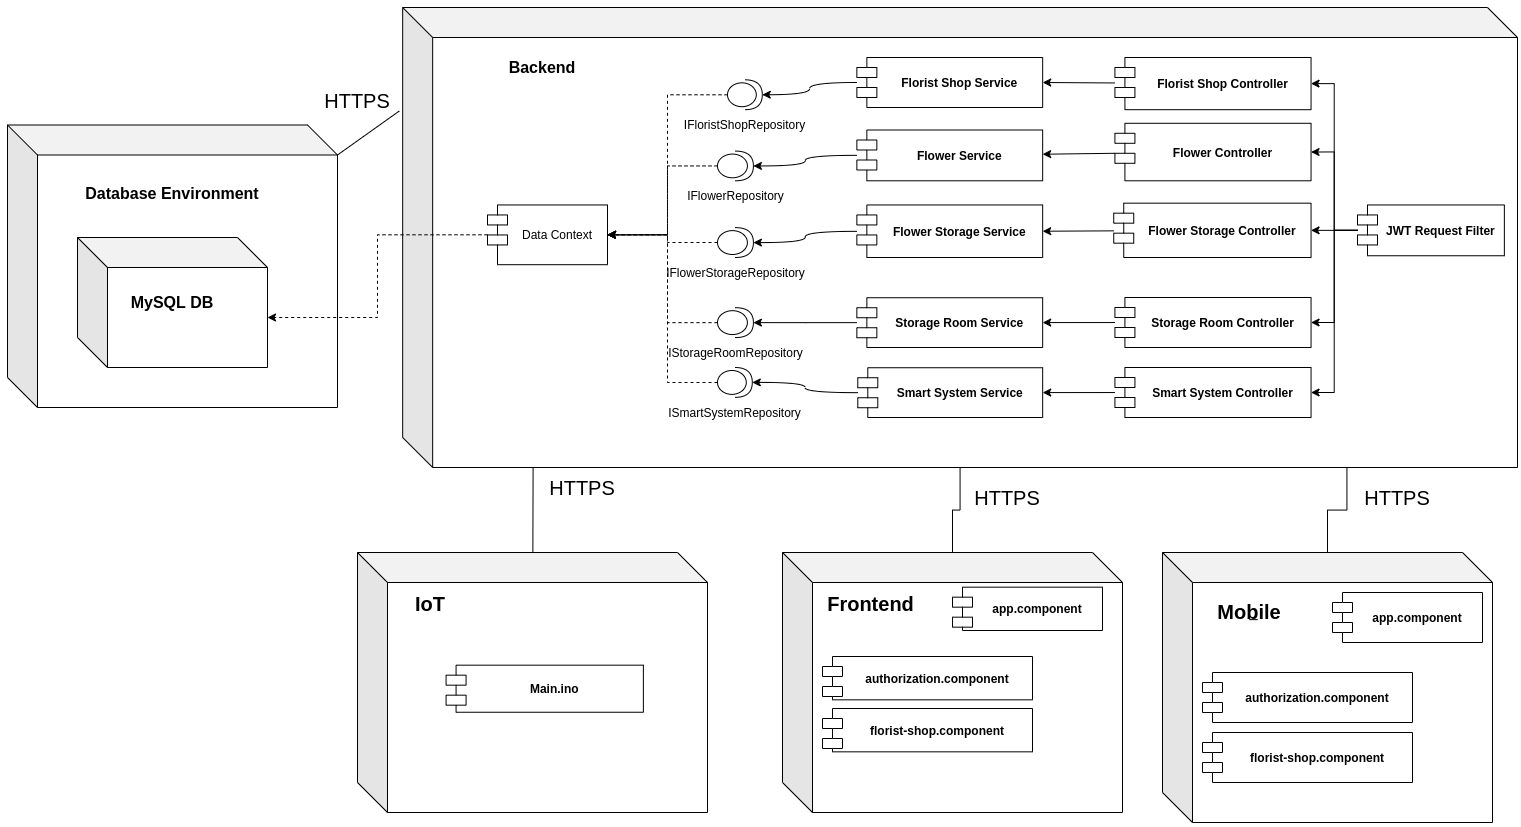 Backend
HTTPS
Florist Shop Service
Florist Shop Controller
IFloristShopRepository
Flower Service
Flower Controller
Database Environment
IFlowerRepository
Data Context
Flower Storage Service
Flower Storage Controller
JWT Request Filter
IFlowerStorageRepository
MySQL DB
Storage Room Service
Storage Room Controller
IStorageRoomRepository
Smart System Service
Smart System Controller
ISmartSystemRepository
HTTPS
HTTPS
HTTPS
IoT
Main.ino
Frontend
app.component
authorization.component
florist-shop.component
Mobile
app.component
authorization.component
florist-shop.component